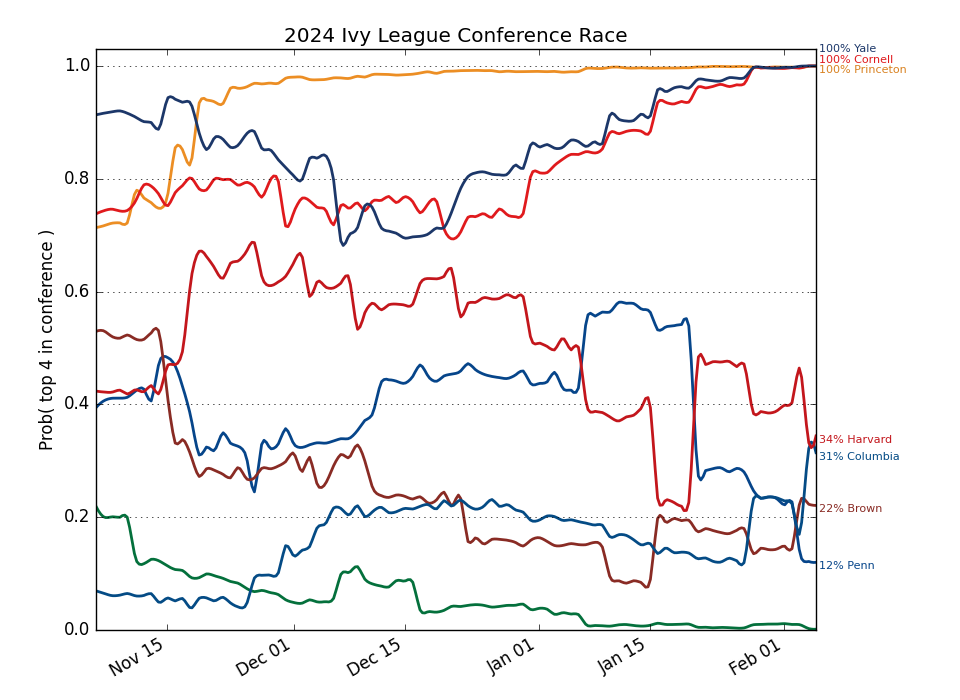 2024 Ivy League Conference Race
Prob( top 4 in conference )
1.0
0.8
0.6
0.4
0.2
0.0
Nov 15
Dec 01
Dec 15
Jan 01
Jan 15
Feb 01
100% Yale
100% Cornell
100% Princeton
34% Harvard
31% Columbia
22% Brown
12% Penn